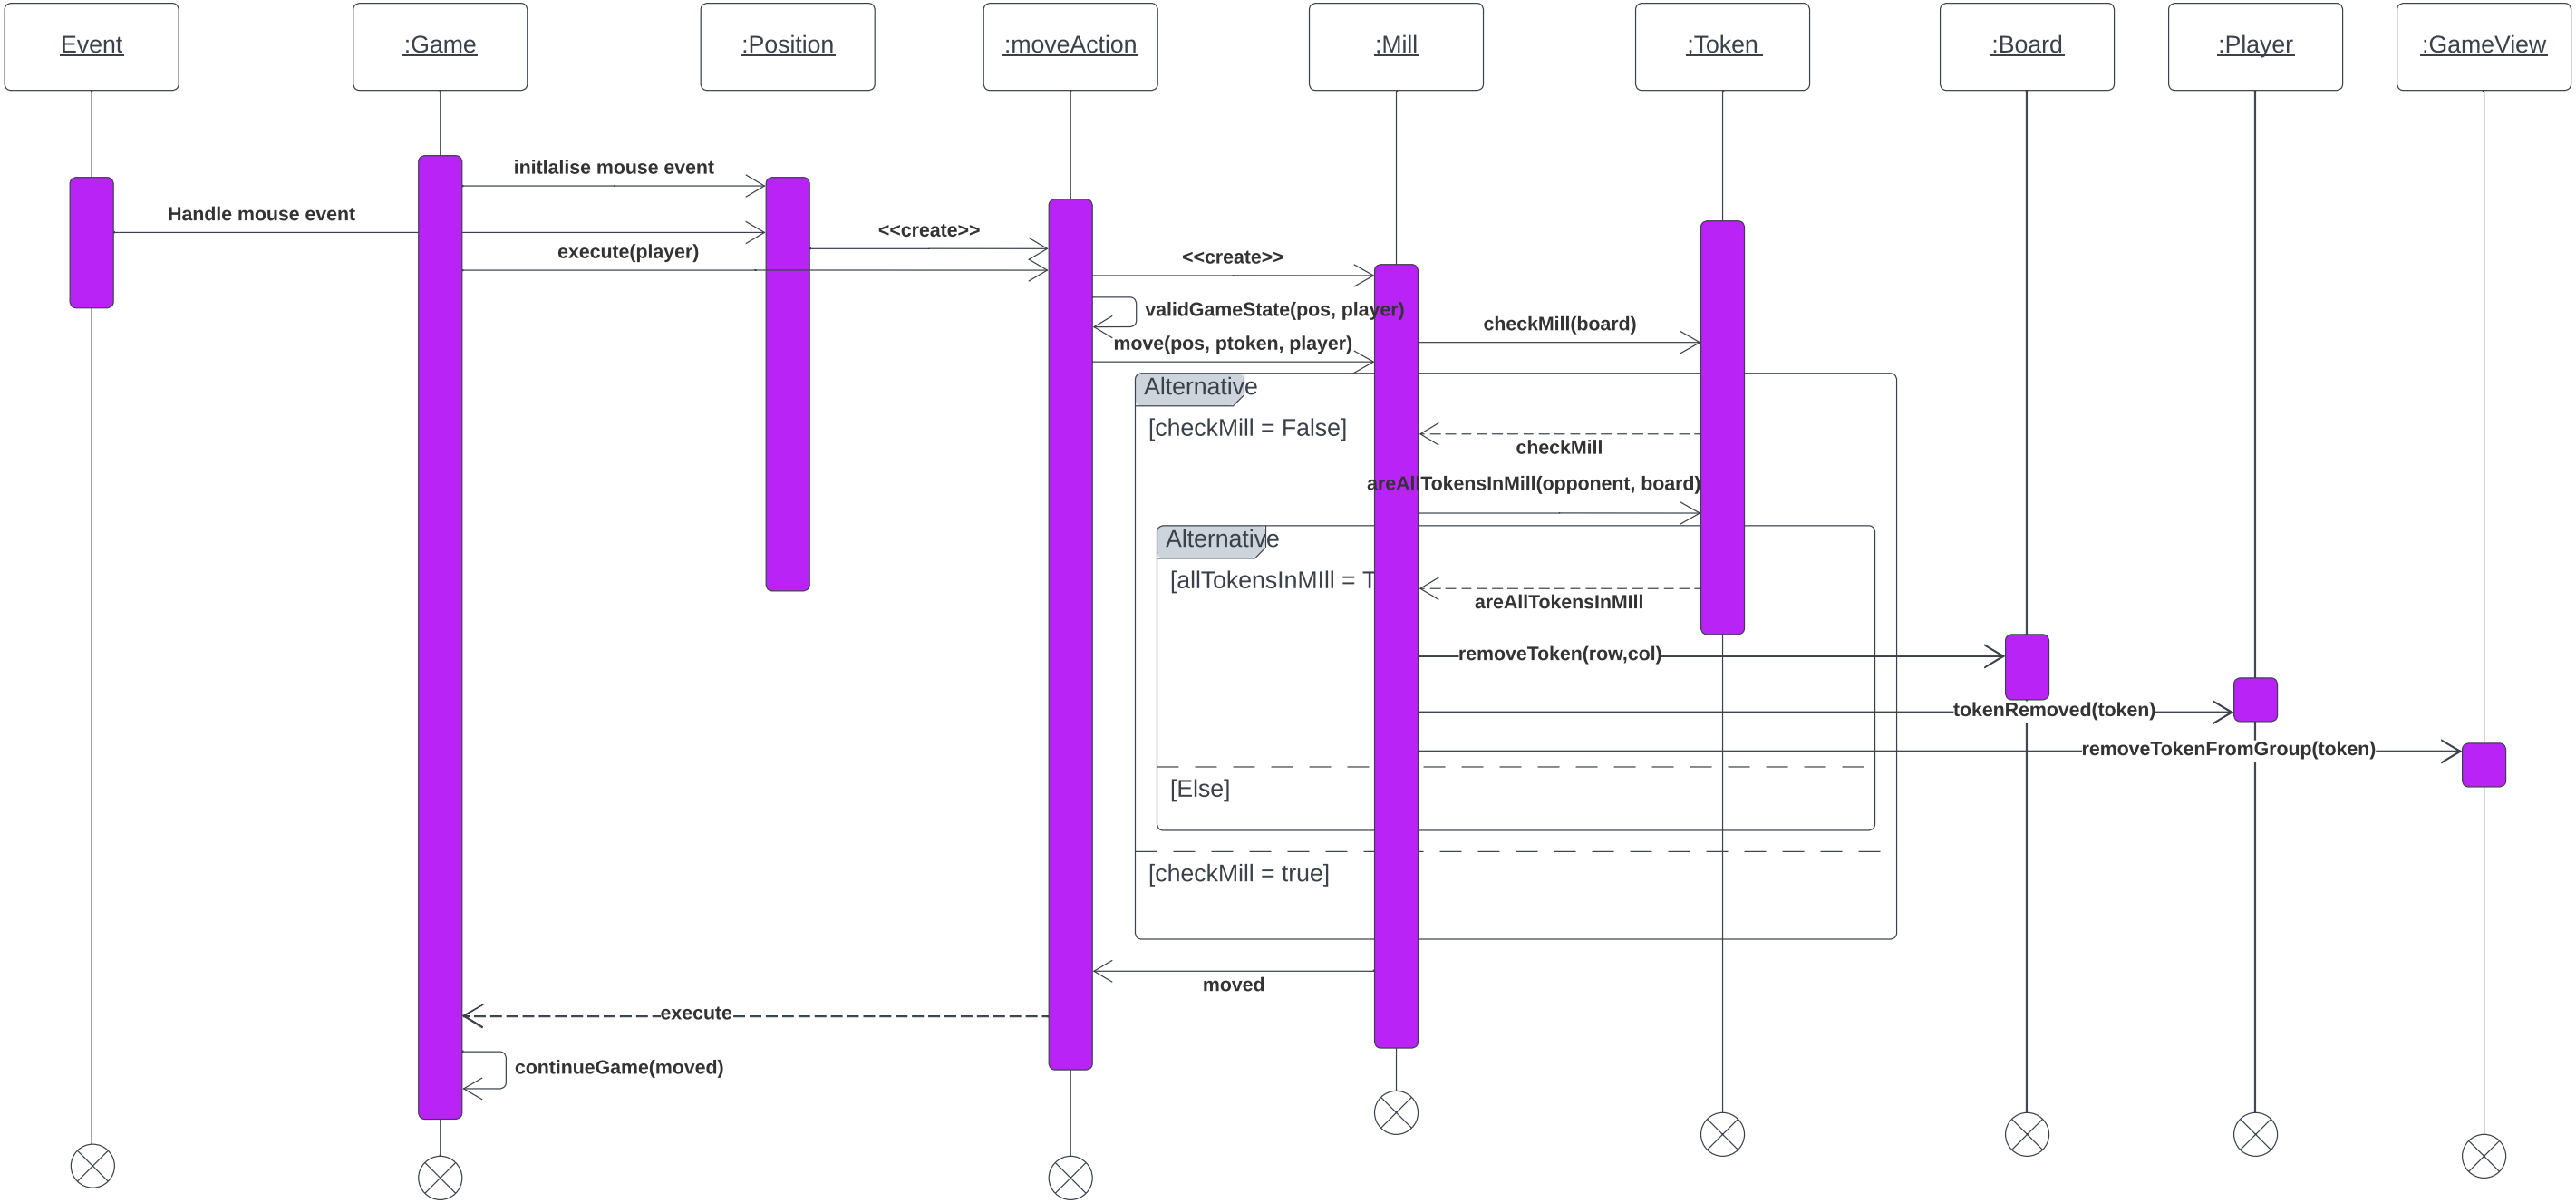 Event
:Game
:Position
:moveAction
;Mill
;Token
:Board
:Player
:GameView
initlalise mouse event
Handle mouse event
<<create>>
execute(player)
<<create>>
validGameState(pos, player)
checkMill(board)
move(pos, ptoken, player)
Alternative
[checkMill = False]
checkMill
areAllTokensInMill(opponent, board)
Alternative
[allTokensInMIll = T
areAllTokensInMIll
removeToken(row,col)
tokenRemoved(token)
removeTokenFromGroup(token)
[Else]
[checkMill = true]
moved
execute
continueGame(moved)